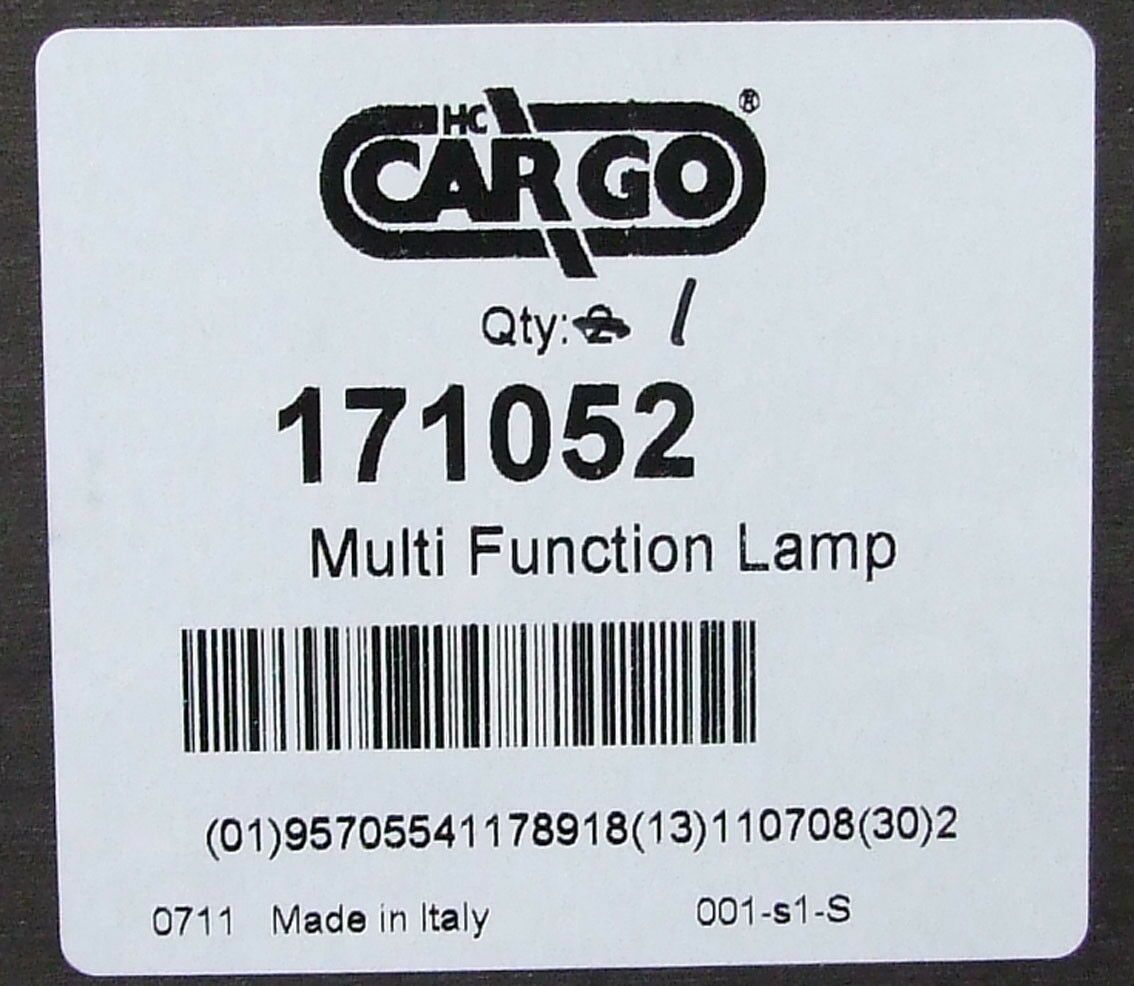 HC
CARGO®
Qty: 2 1
171052
Multi Function Lamp
(01)95705541178918(13)110708(30)2
0711 Made in Italy 001-s1-S